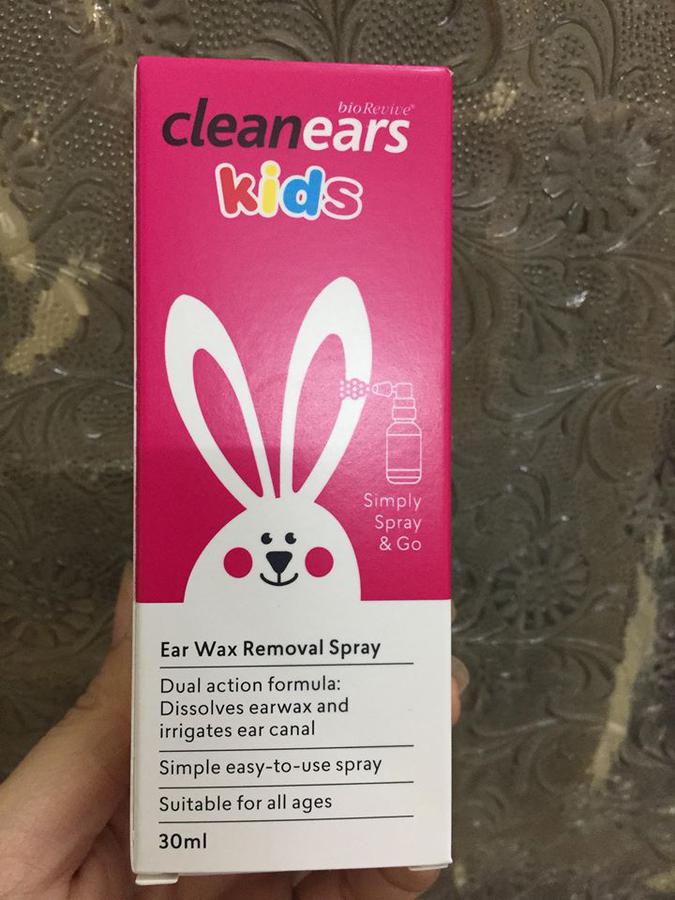 bioRevive®
cleanears
kids
Simply
Spray
& Go
Ear Wax Removal Spray
Dual action formula:
Dissolves earwax and
irrigates ear canal
Simple easy-to-use spray
Suitable for all ages
30ml